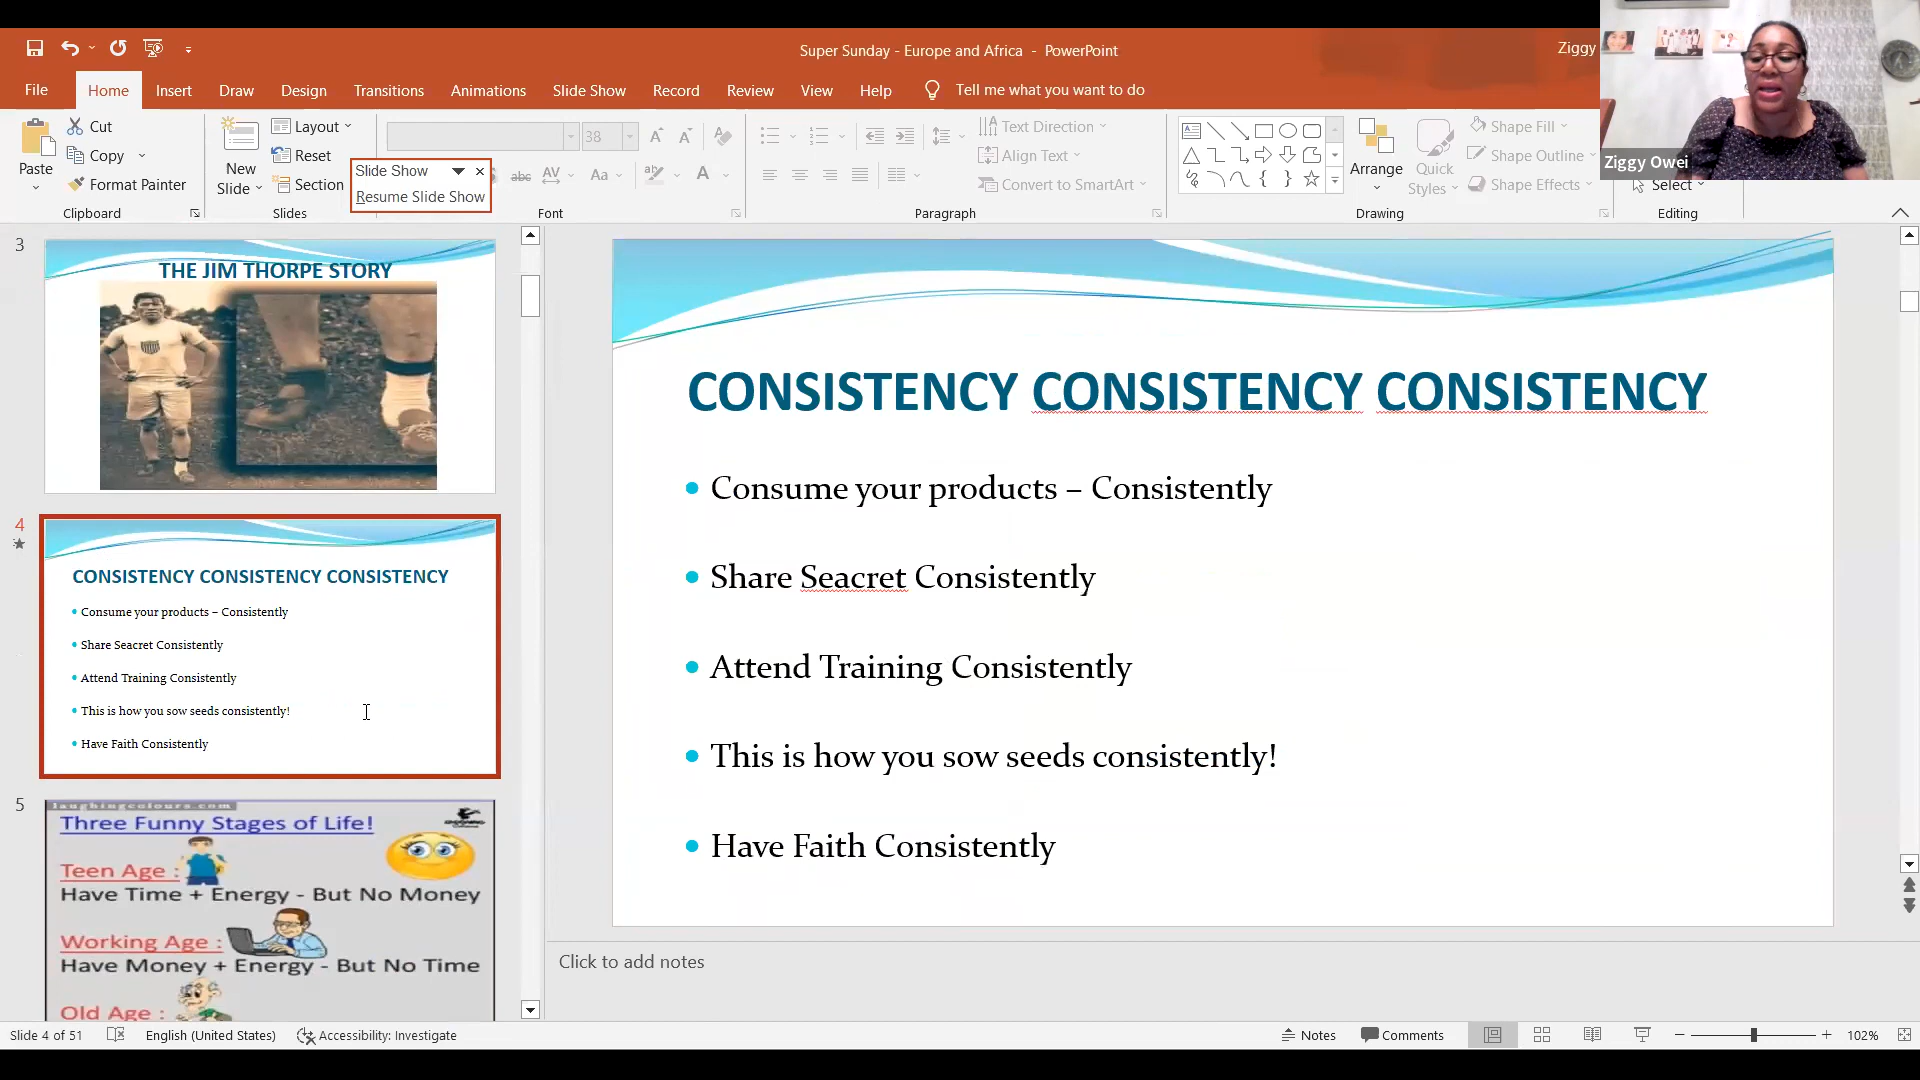 Super Sunday - Europe and Africa - PowerPoint
Ziggy
File Home Insert Draw Design Transitions Animations Slide Show Record Review View Help Tell me what you want to do
Paste
Cut
Copy
Format Painter
Clipboard
New
Slide
Layout
Reset
Section
Slides
Slide Show
Resume Slide Show
38
abc AV Aa A
Font
Text Direction
Align Text
Convert to SmartArt
Paragraph
Arrange
Quick
Styles
Shape Fill
Shape Outline
Shape Effects
Drawing
Select
Editing
Ziggy Owei
3
THE JIM THORPE STORY
4
CONSISTENCY CONSISTENCY CONSISTENCY
Consume your products – Consistently
Share Seacret Consistently
Attend Training Consistently
This is how you sow seeds consistently!
Have Faith Consistently
5
laughingcolours.com
Three Funny Stages of Life!
Teen Age :
Have Time + Energy - But No Money
Working Age :
Have Money + Energy - But No Time
Old Age :
CONSISTENCY CONSISTENCY CONSISTENCY
Consume your products – Consistently
Share Seacret Consistently
Attend Training Consistently
This is how you sow seeds consistently!
Have Faith Consistently
Click to add notes
Slide 4 of 51 English (United States) Accessibility: Investigate Notes Comments 102%